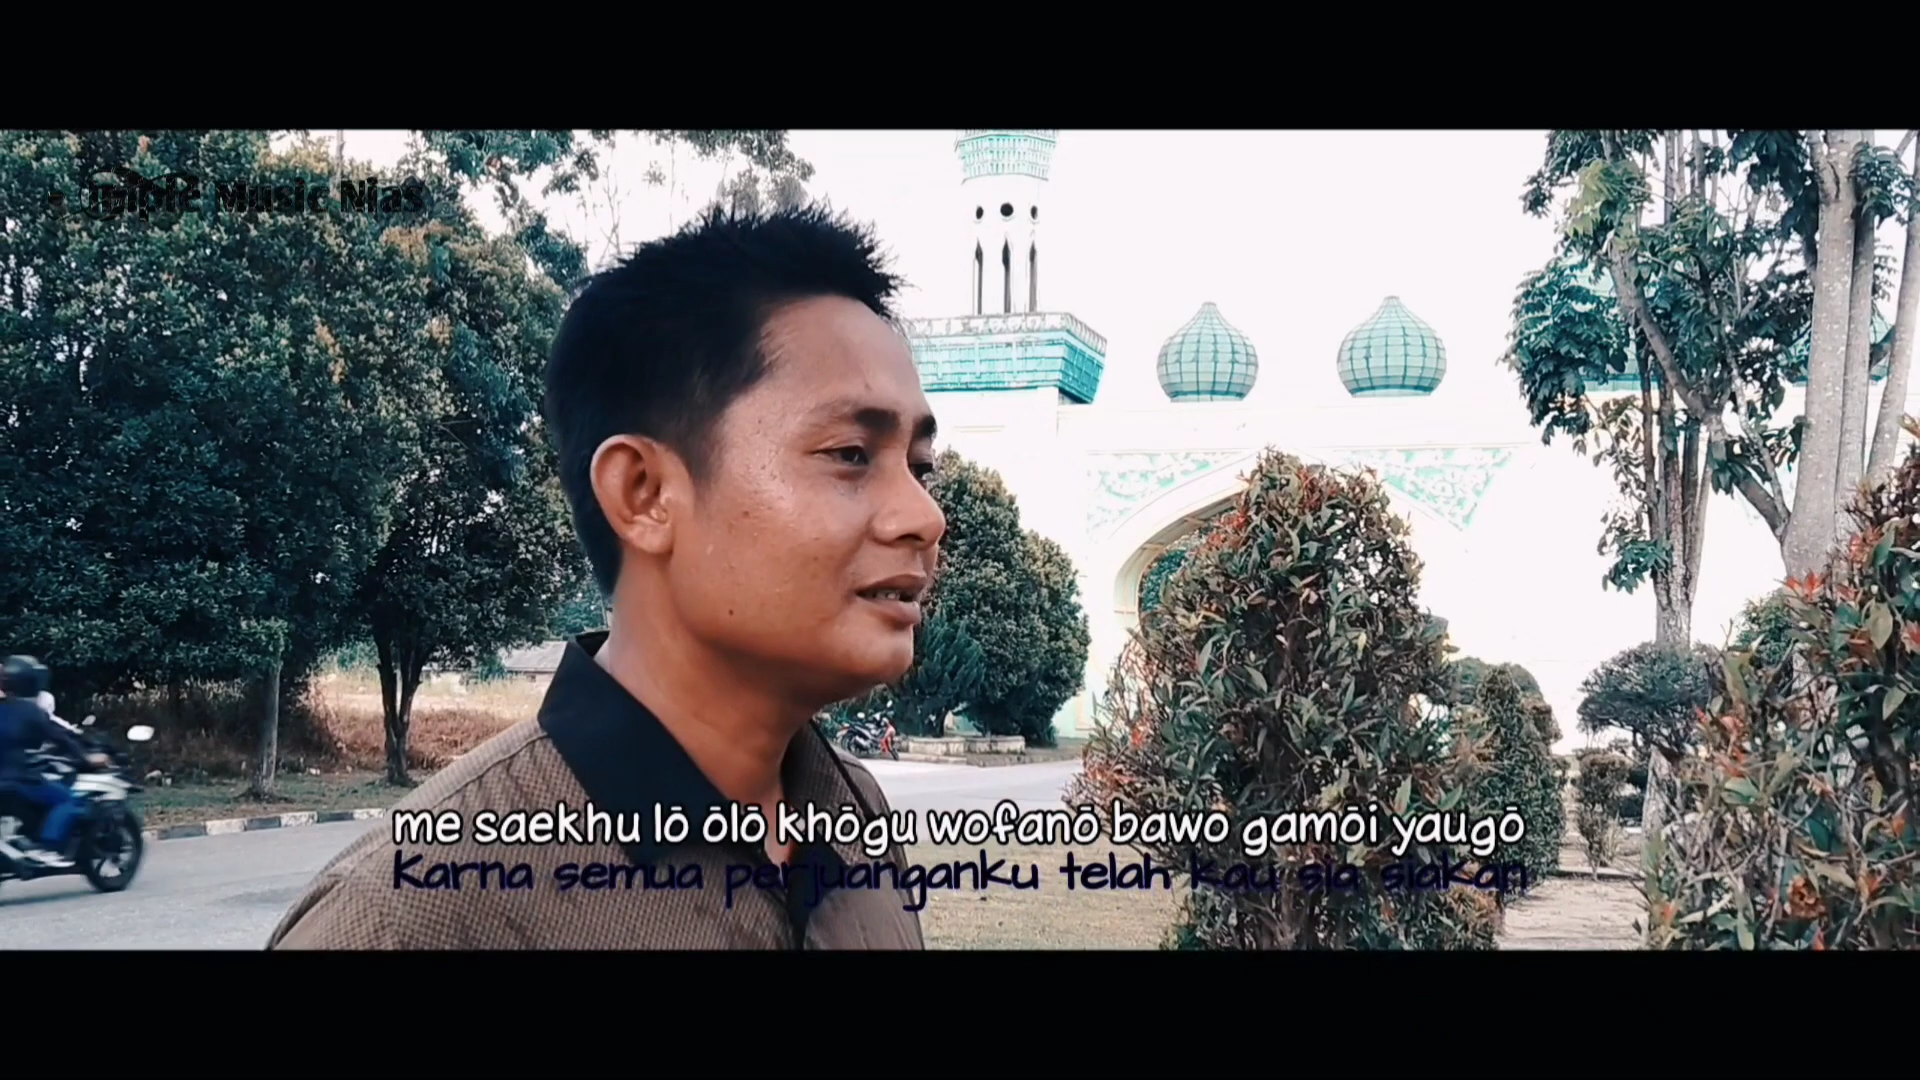 Music Nias
me saekhu lō ōlō khōgu wofanō bawo gamōi yaugō
Karna semua perjuanganku telah kau sia siakan